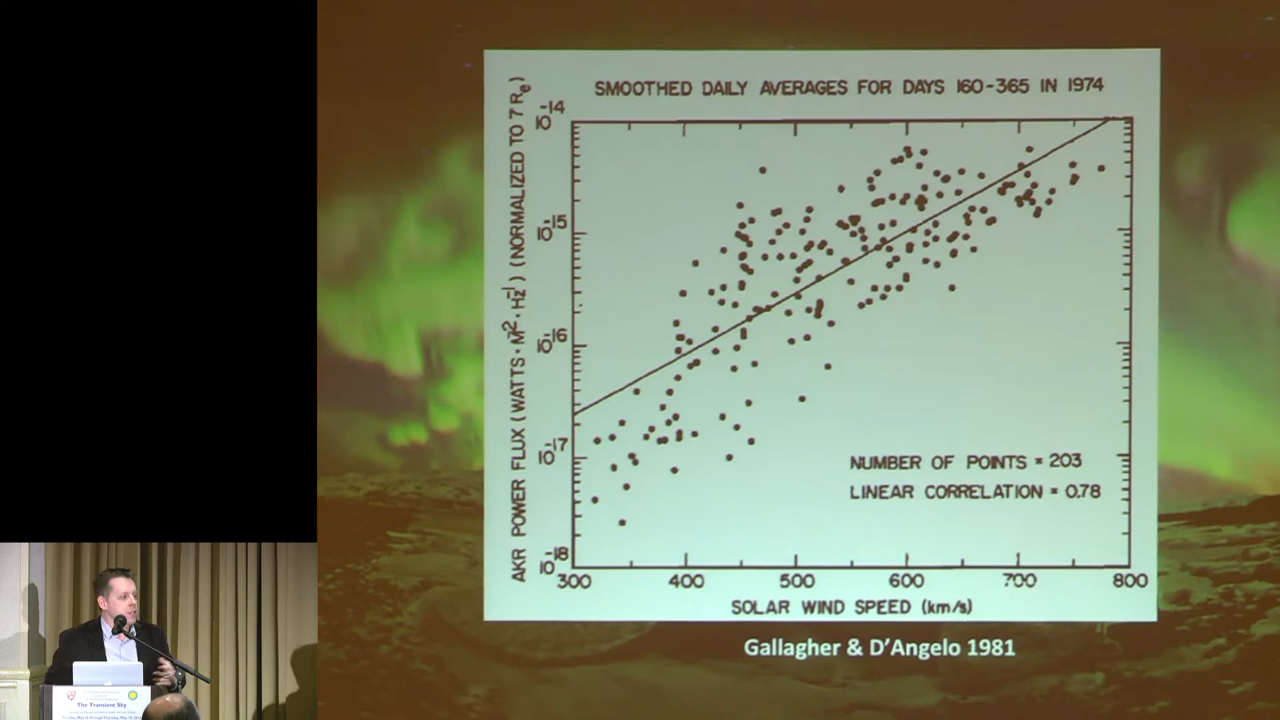 SMOOTHED DAILY AVERAGES FOR DAYS 160-365 IN 1974
AKR POWER FLUX (WATTS·M⁻²·Hz⁻¹) (NORMALIZED TO 7 Re)
10⁻¹⁴
10⁻¹⁵
10⁻¹⁶
10⁻¹⁷
10⁻¹⁸
NUMBER OF POINTS = 203
LINEAR CORRELATION = 0.78
300 400 500 600 700 800
SOLAR WIND SPEED (km/s)
Gallagher & D'Angelo 1981
The Transient Sky